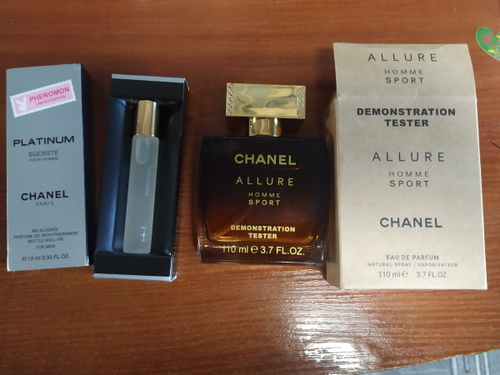 PHEROMON
LIMITED EDITION
PLATINUM
EGOISTE
POUR HOMME
CHANEL
PARIS
NO ALCOHOL
PERFUME OIL WITH PHEROMON
BOTTLE ROLL-ON
FOR MEN
℮ 10 ml 0.33 FL.OZ.
CHANEL
ALLURE
HOMME
SPORT
DEMONSTRATION
TESTER
110 ml ℮ 3.7 FL.OZ.
ALLURE
HOMME
SPORT
DEMONSTRATION
TESTER
ALLURE
HOMME
SPORT
CHANEL
EAU DE PARFUM
NATURAL SPRAY / VAPORISATEUR
110 ml ℮ 3.7 FL.OZ.